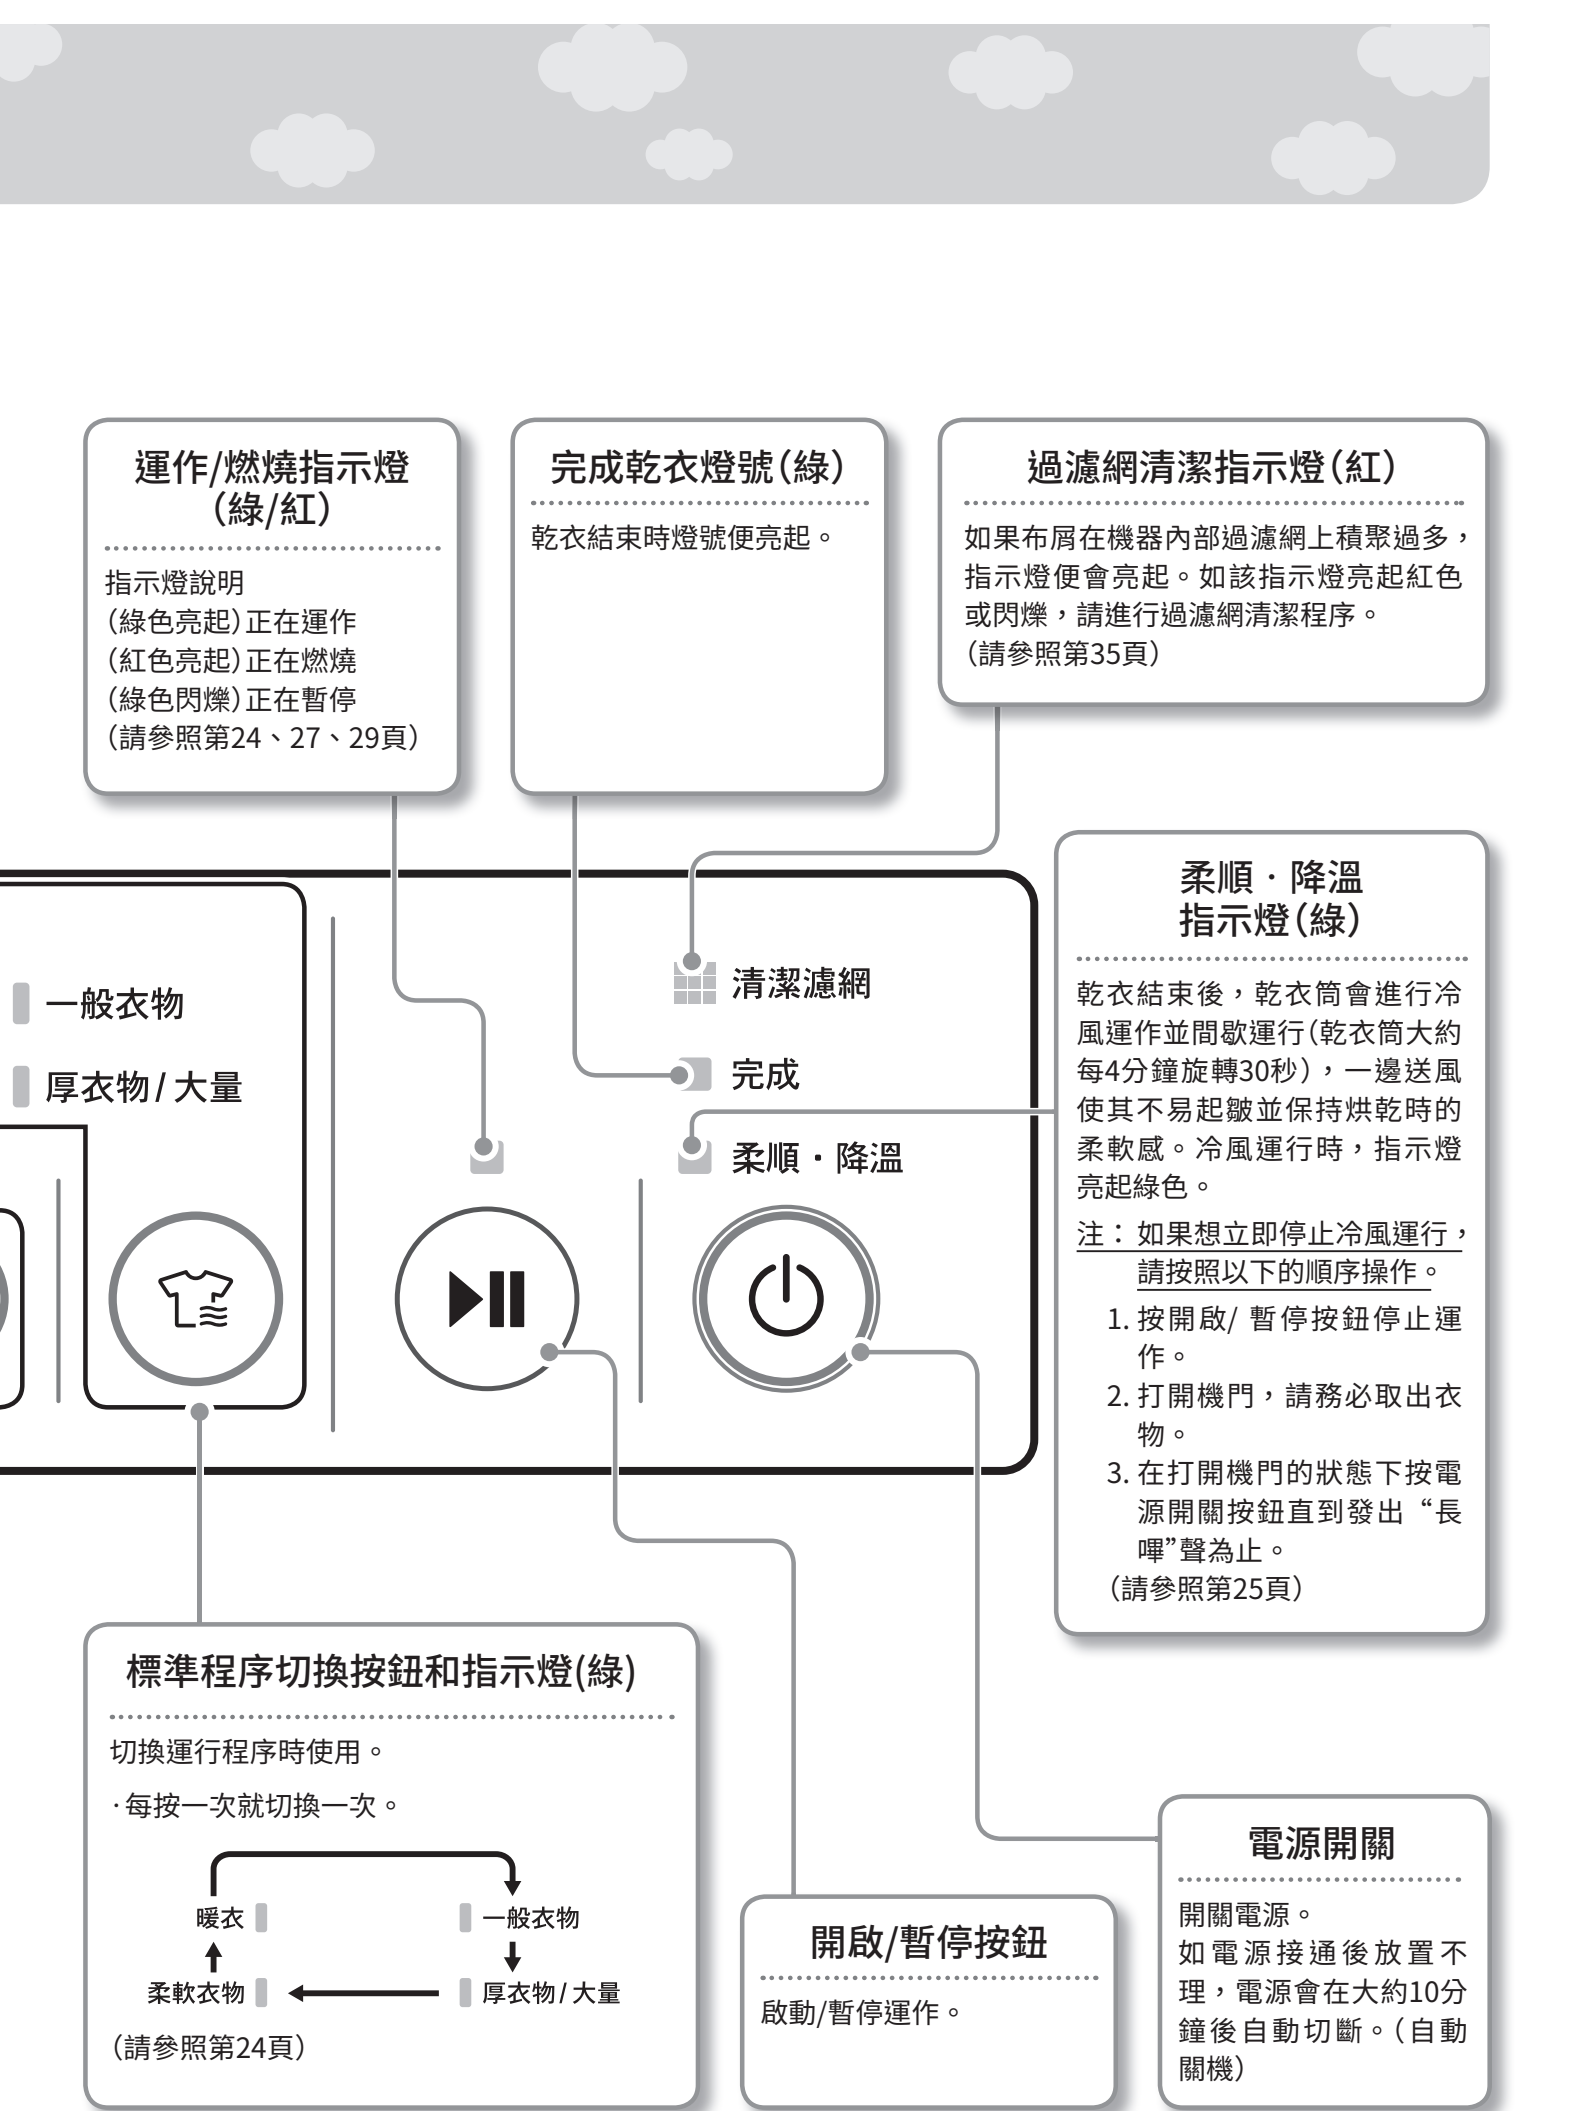 運作/燃燒指示燈
（綠/紅）
指示燈說明
（綠色亮起）正在運作
（紅色亮起）正在燃燒
（綠色閃爍）正在暫停
（請參照第24、27、29頁）
完成乾衣燈號（綠）
乾衣結束時燈號便亮起。
過濾網清潔指示燈（紅）
如果布屑在機器內部過濾網上積聚過多，
指示燈便會亮起。如該指示燈亮起紅色
或閃爍，請進行過濾網清潔程序。
（請參照第35頁）
柔順．降溫
指示燈（綠）
乾衣結束後，乾衣筒會進行冷
風運作並間歇運行（乾衣筒大約
每4分鐘旋轉30秒），一邊送風
使其不易起皺並保持烘乾時的
柔軟感。冷風運行時，指示燈
亮起綠色。
注：如果想立即停止冷風運行，
請按照以下的順序操作。
1. 按開啟/ 暫停按鈕停止運
作。
2. 打開機門，請務必取出衣
物。
3. 在打開機門的狀態下按電
源開關按鈕直到發出“長
嗶”聲為止。
（請參照第25頁）
一般衣物
厚衣物/大量
清潔濾網
完成
柔順．降溫
標準程序切換按鈕和指示燈(綠)
切換運行程序時使用。
·每按一次就切換一次。
暖衣
一般衣物
柔軟衣物
厚衣物/大量
（請參照第24頁）
開啟/暫停按鈕
啟動/暫停運作。
電源開關
開關電源。
如電源接通後放置不
理，電源會在大約10分
鐘後自動切斷。（自動
關機）